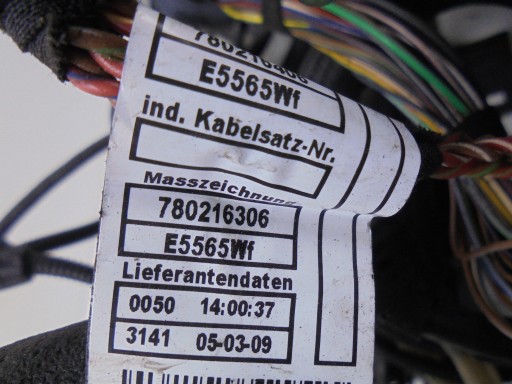 E5565Wf
ind. Kabelsatz-Nr.
Masszeichnung
780216306
E5565Wf
Lieferantendaten
0050 14:00:37
3141 05-03-09